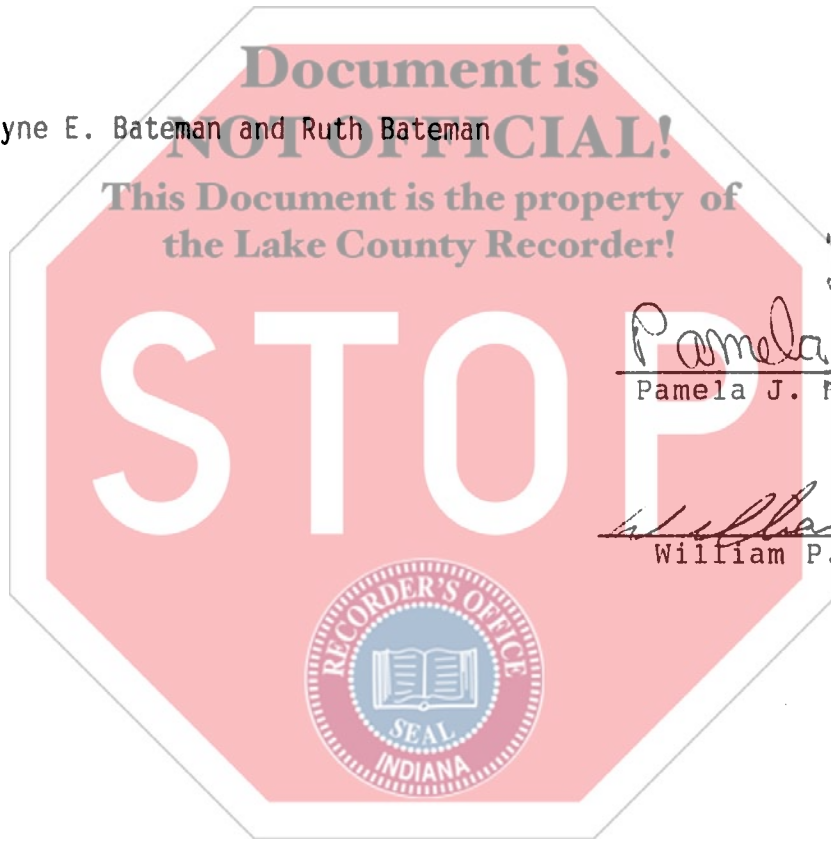 Document is
yne E. Bateman and Ruth Bateman
NOT OFFICIAL!
This Document is the property of
the Lake County Recorder!
STOP
Pamela
Pamela J.
William P.
RECORDER'S OFFICE
SEAL
INDIANA